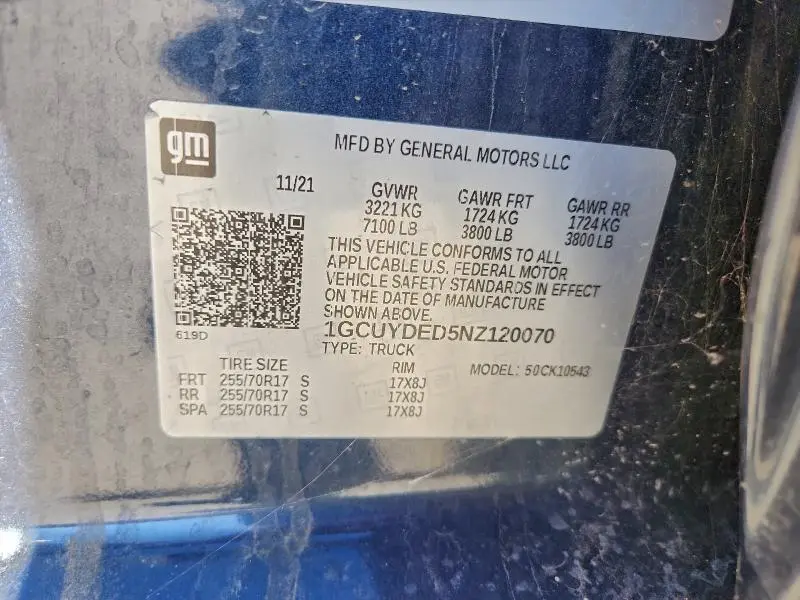 gm
MFD BY GENERAL MOTORS LLC
11/21
GVWR GAWR FRT GAWR RR
3221 KG 1724 KG 1724 KG
7100 LB 3800 LB 3800 LB
THIS VEHICLE CONFORMS TO ALL
APPLICABLE U.S. FEDERAL MOTOR
VEHICLE SAFETY STANDARDS IN EFFECT
ON THE DATE OF MANUFACTURE
SHOWN ABOVE.
619D
1GCUYDED5NZ120070
TYPE: TRUCK
TIRE SIZE RIM MODEL: 50CK10543
FRT 255/70R17 S 17X8J
RR 255/70R17 S 17X8J
SPA 255/70R17 S 17X8J